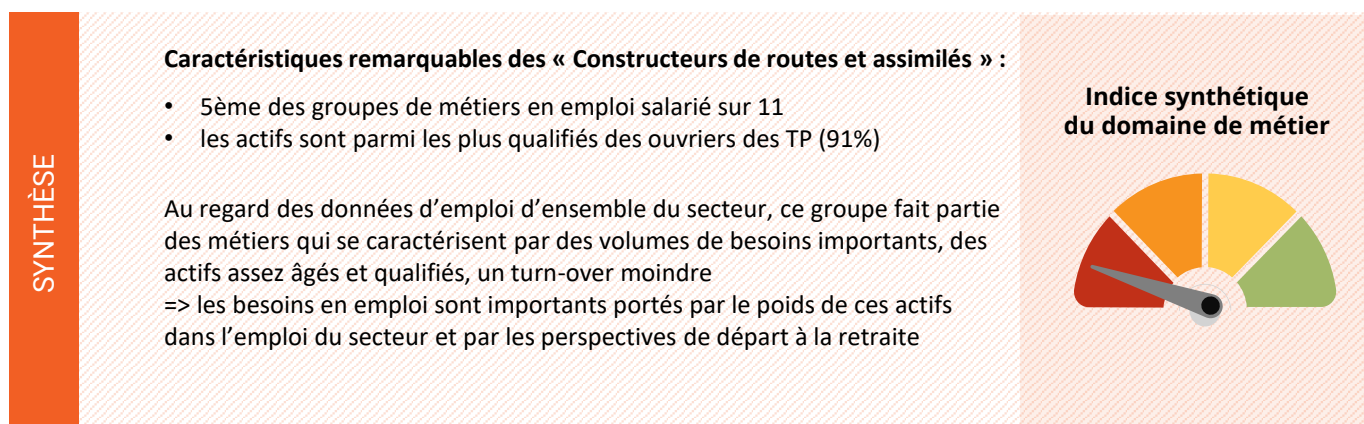 SYNTHÈSE
Caractéristiques remarquables des « Constructeurs de routes et assimilés » :
• 5ème des groupes de métiers en emploi salarié sur 11
• les actifs sont parmi les plus qualifiés des ouvriers des TP (91%)
Au regard des données d’emploi d’ensemble du secteur, ce groupe fait partie
des métiers qui se caractérisent par des volumes de besoins importants, des
actifs assez âgés et qualifiés, un turn-over moindre
=> les besoins en emploi sont importants portés par le poids de ces actifs
dans l’emploi du secteur et par les perspectives de départ à la retraite
Indice synthétique
du domaine de métier